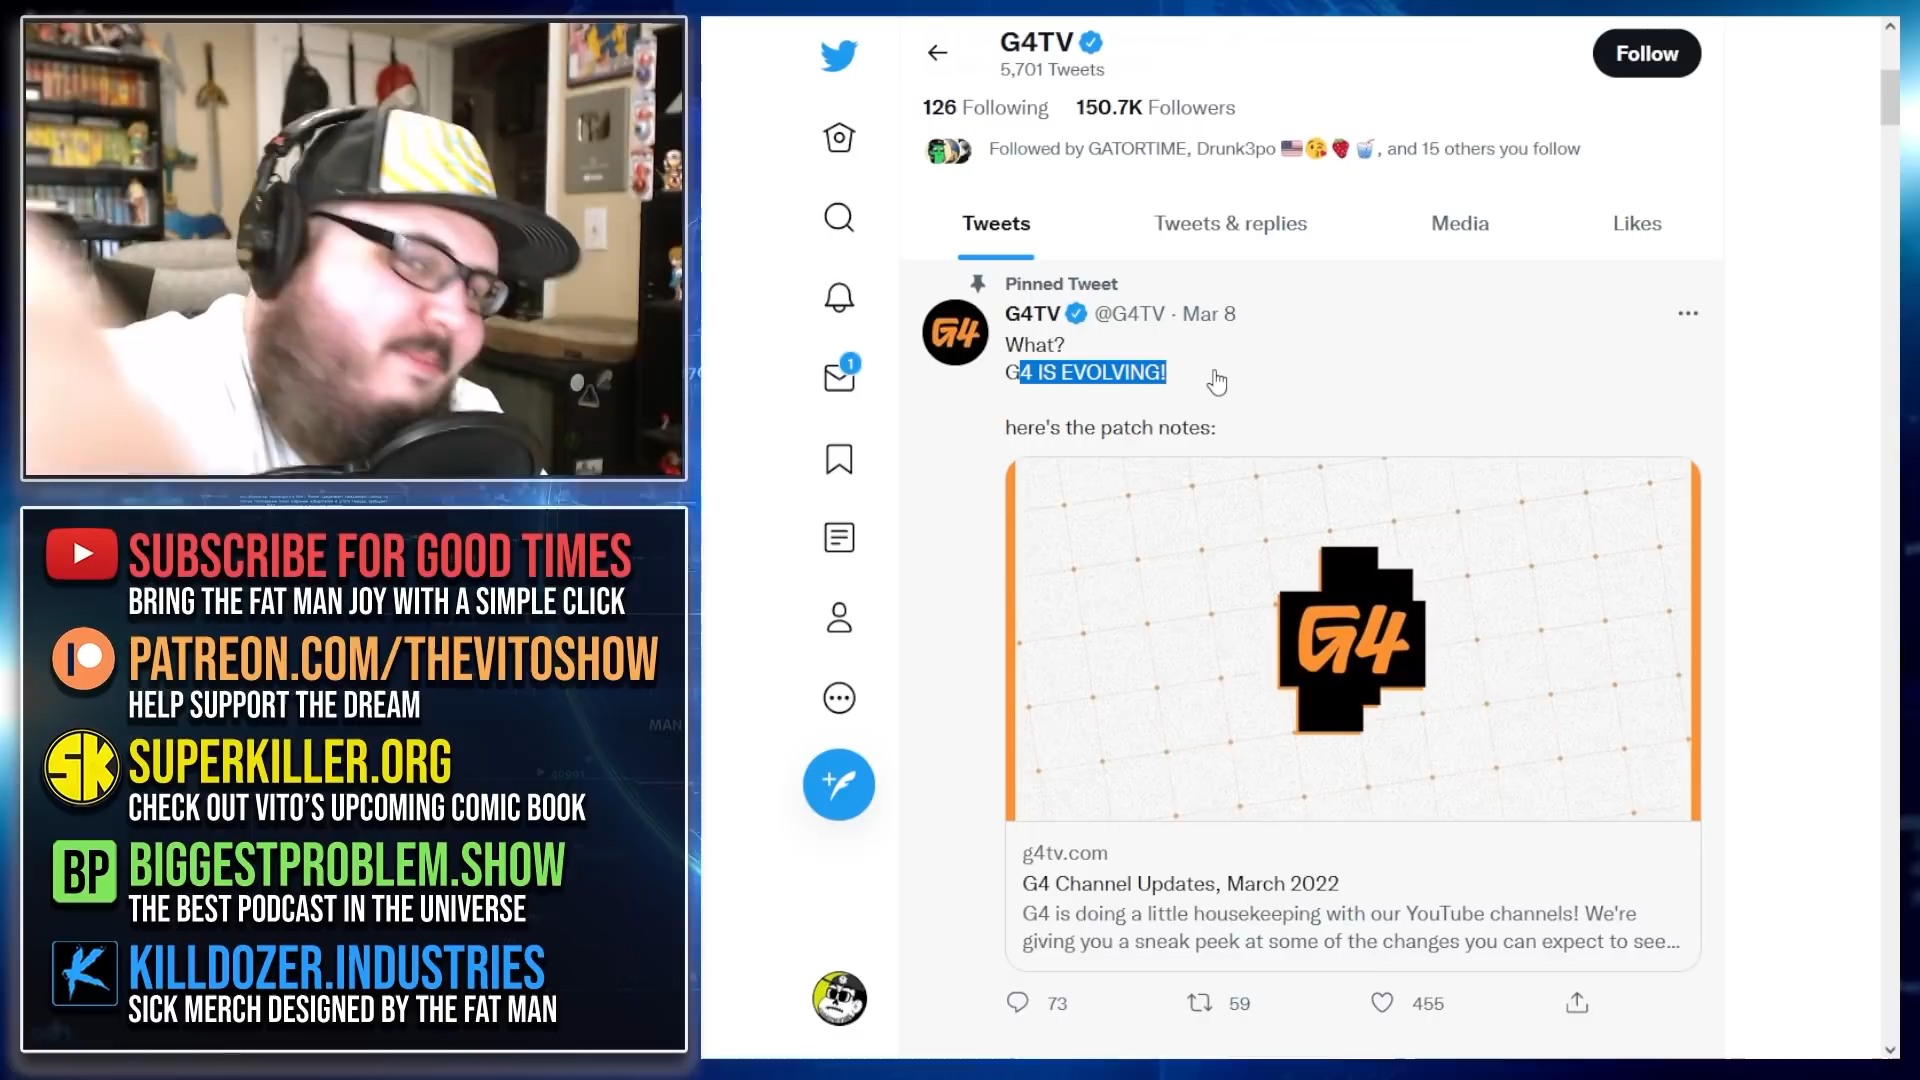 SUBSCRIBE FOR GOOD TIMES
BRING THE FAT MAN JOY WITH A SIMPLE CLICK
PATREON.COM/THEVITOSHOW
HELP SUPPORT THE DREAM
SK
SUPERKILLER.ORG
CHECK OUT VITO'S UPCOMING COMIC BOOK
BP
BIGGESTPROBLEM.SHOW
THE BEST PODCAST IN THE UNIVERSE
K
KILLDOZER.INDUSTRIES
SICK MERCH DESIGNED BY THE FAT MAN
MAN
1
G4TV
5,701 Tweets
Follow
126 Following 150.7K Followers
Followed by GATORTIME, Drunk3po 🇺🇸😘🍓🥤, and 15 others you follow
Tweets Tweets & replies Media Likes
Pinned Tweet
G4
G4TV @G4TV · Mar 8
What?
G4 IS EVOLVING!
here's the patch notes:
G4
g4tv.com
G4 Channel Updates, March 2022
G4 is doing a little housekeeping with our YouTube channels! We're
giving you a sneak peek at some of the changes you can expect to see...
73 59 455